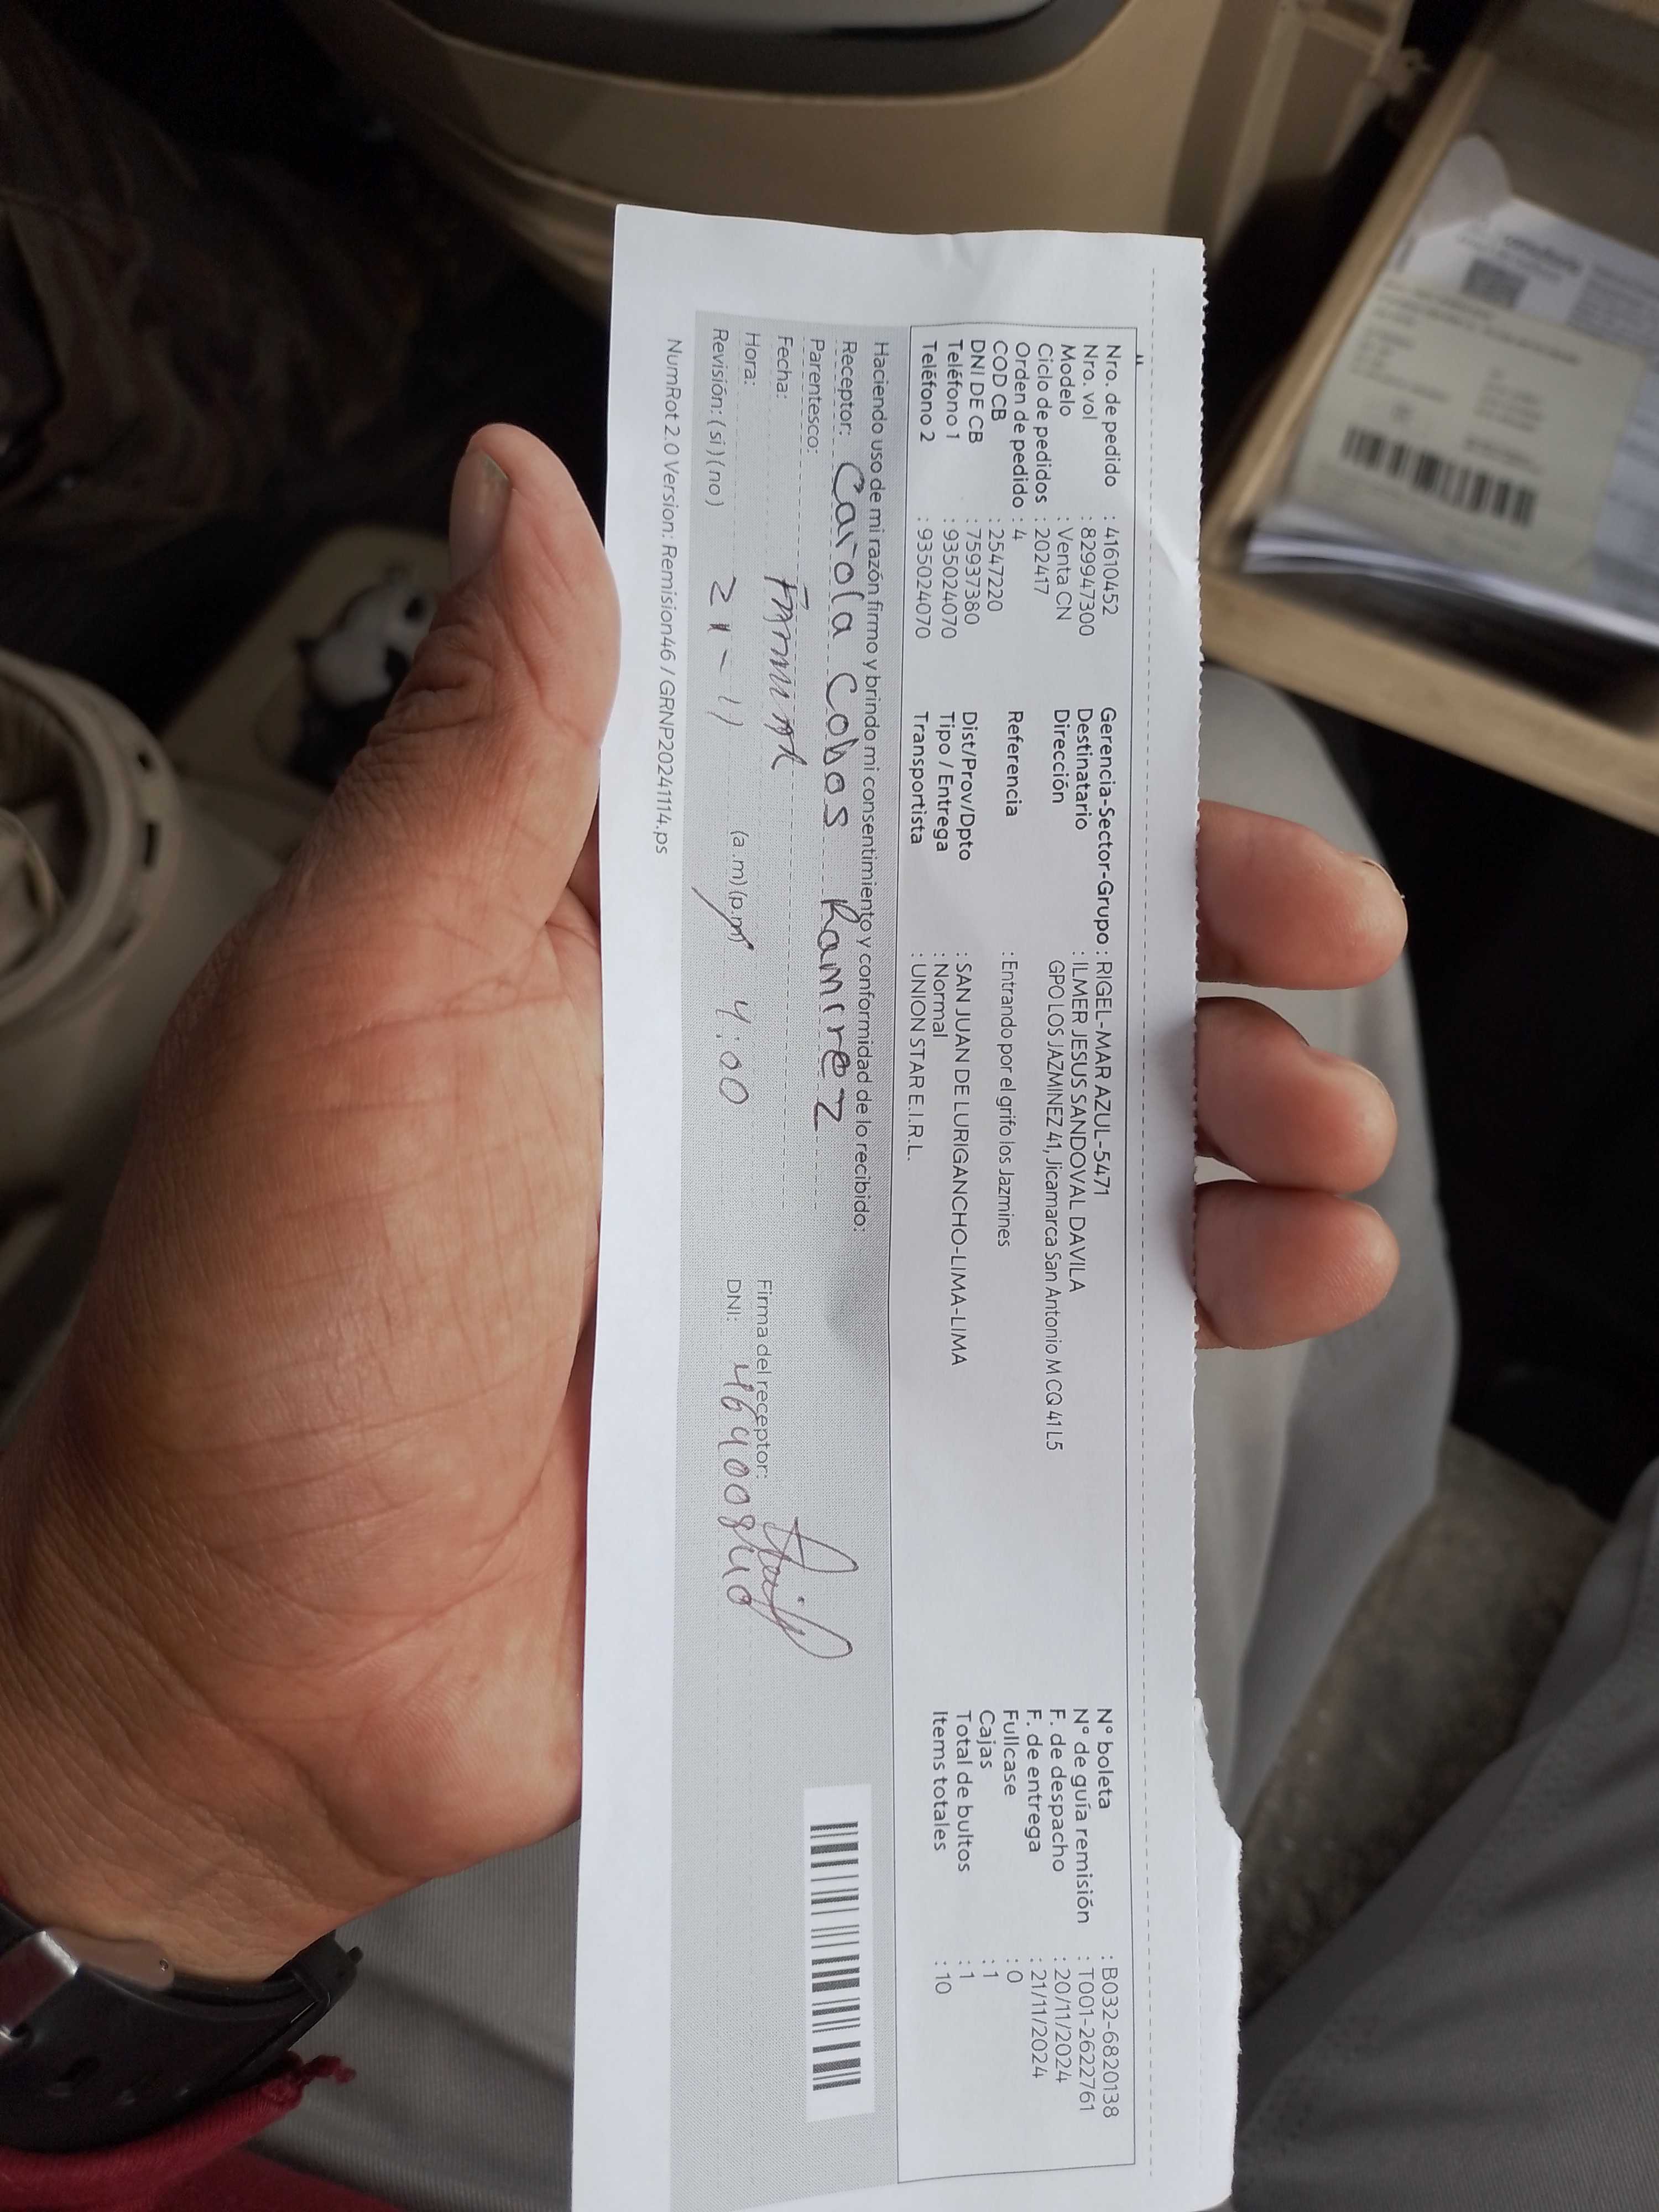 Nro. de pedido : 41610452
Nro. vol : 829947300
Modelo : Venta CN
Ciclo de pedidos : 202417
Orden de pedido : 4
COD CB : 2547220
DNI DE CB : 75937380
Teléfono 1 : 935024070
Teléfono 2 : 935024070
Gerencia-Sector-Grupo : RIGEL-MAR AZUL-5471
Destinatario : ILMER JESUS SANDOVAL DAVILA
Dirección GPO LOS JAZMINEZ 41, Jicamarca San Antonio M CQ 41 L5
Referencia : Entrando por el grifo los Jazmines
Dist/Prov/Dpto : SAN JUAN DE LURIGANCHO-LIMA-LIMA
Tipo / Entrega : Normal
Transportista : UNION STAR E.I.R.L.
N° boleta : B032-6820138
N° de guía remisión : T001-2622761
F. de despacho : 20/11/2024
F. de entrega : 21/11/2024
Fullcase : 0
Cajas : 1
Total de bultos : 1
Items totales : 10
Haciendo uso de mi razón firmo y brindo mi consentimiento y conformidad de lo recibido:
Receptor: Carola Cobos Ramirez
Parentesco:
Fecha:
Hora: (a.m)(p.m) 4:00
Revisión: (si)(no)
Firma del receptor:
DNI:
NumRot 2.0 Version: Remision46 / GRNP20241114.ps